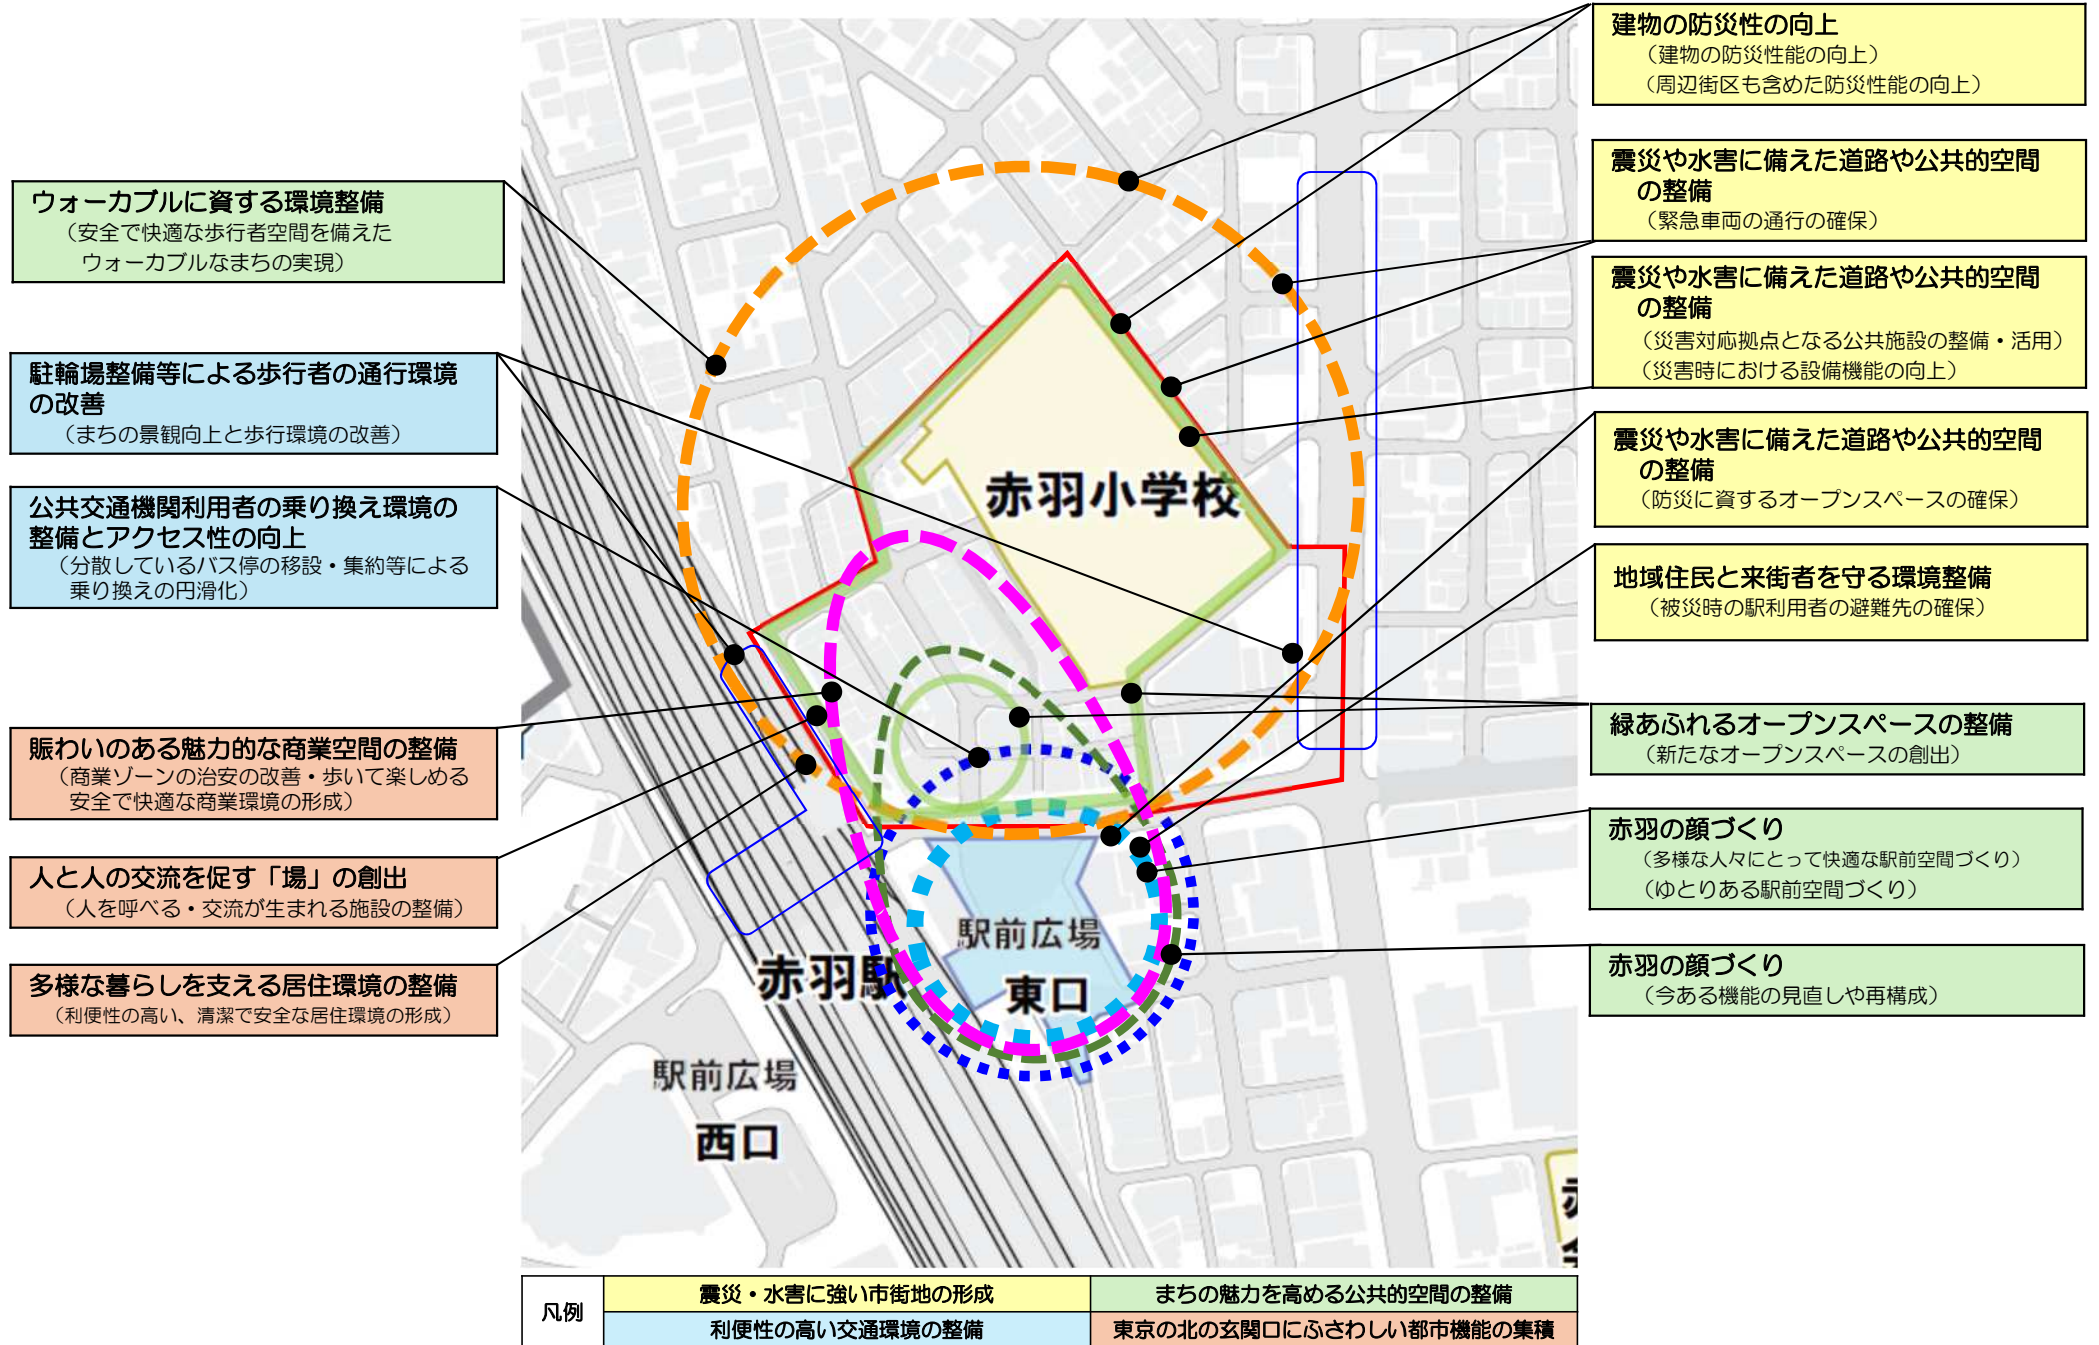 ウォーカブルに資する環境整備
（安全で快適な歩行者空間を備えた
ウォーカブルなまちの実現）
駐輪場整備等による歩行者の通行環境
の改善
（まちの景観向上と歩行環境の改善）
公共交通機関利用者の乗り換え環境の
整備とアクセス性の向上
（分散しているバス停の移設・集約等による
乗り換えの円滑化）
賑わいのある魅力的な商業空間の整備
（商業ゾーンの治安の改善・歩いて楽しめる
安全で快適な商業環境の形成）
人と人の交流を促す「場」の創出
（人を呼べる・交流が生まれる施設の整備）
多様な暮らしを支える居住環境の整備
（利便性の高い、清潔で安全な居住環境の形成）
赤羽小学校
駅前広場
東口
赤羽駅
駅前広場
西口
建物の防災性の向上
（建物の防災性能の向上）
（周辺街区も含めた防災性能の向上）
震災や水害に備えた道路や公共的空間
の整備
（緊急車両の通行の確保）
震災や水害に備えた道路や公共的空間
の整備
（災害対応拠点となる公共施設の整備・活用）
（災害時における設備機能の向上）
震災や水害に備えた道路や公共的空間
の整備
（防災に資するオープンスペースの確保）
地域住民と来街者を守る環境整備
（被災時の駅利用者の避難先の確保）
緑あふれるオープンスペースの整備
（新たなオープンスペースの創出）
赤羽の顔づくり
（多様な人々にとって快適な駅前空間づくり）
（ゆとりある駅前空間づくり）
赤羽の顔づくり
（今ある機能の見直しや再構成）
凡例
震災・水害に強い市街地の形成
まちの魅力を高める公共的空間の整備
利便性の高い交通環境の整備
東京の北の玄関口にふさわしい都市機能の集積